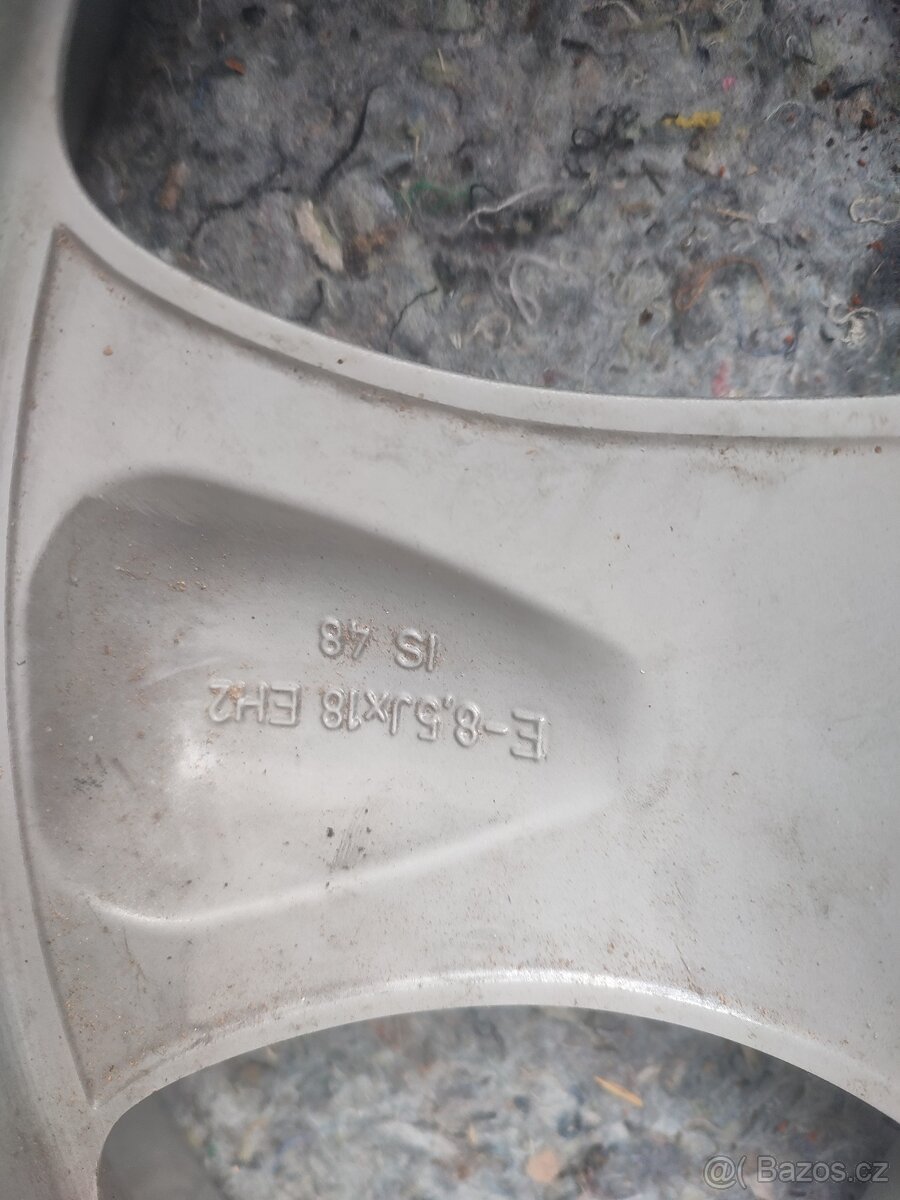 E-8,5Jx18 EH2
IS 48
@( Bazos.cz